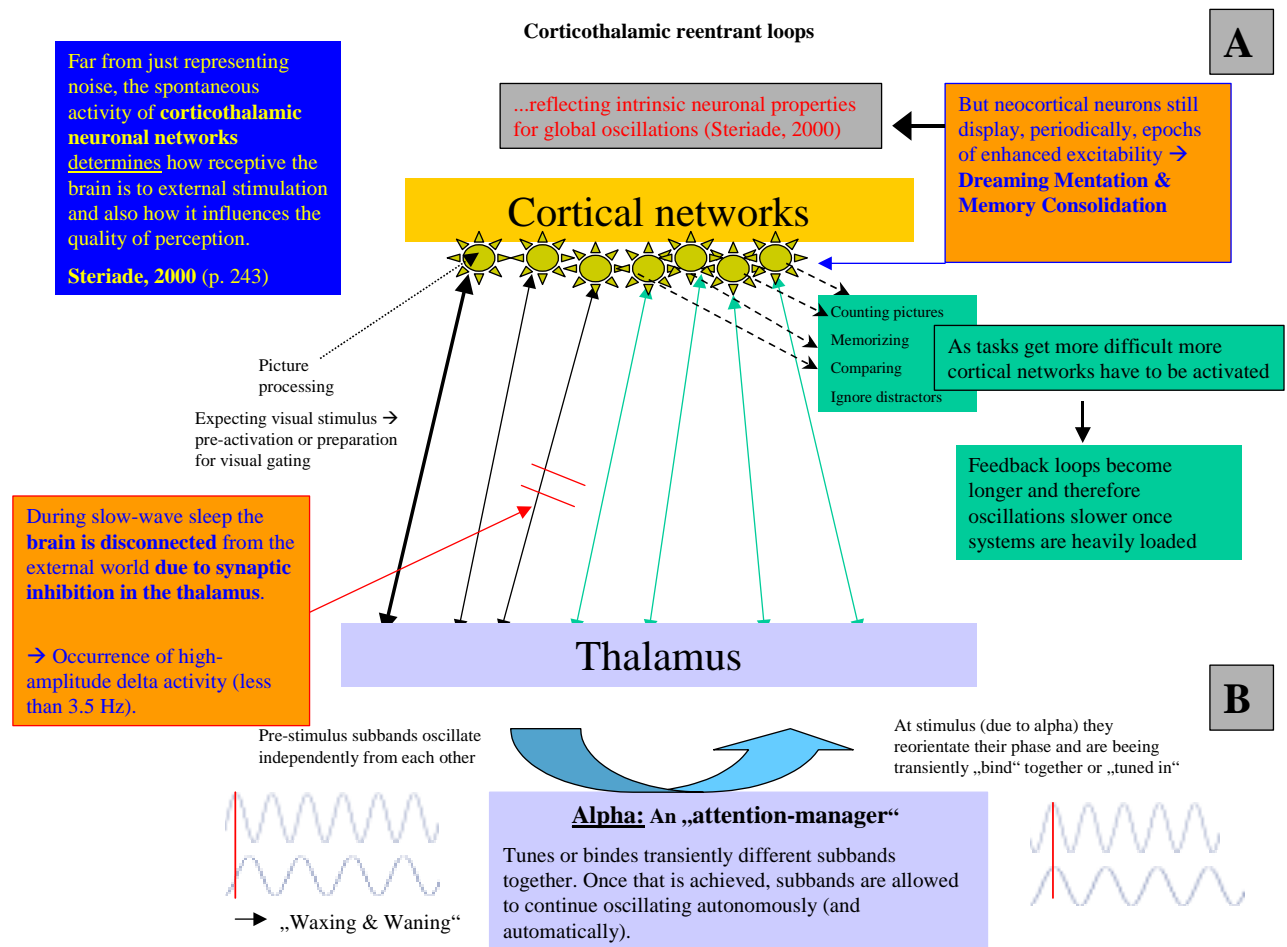 Corticothalamic reentrant loops
A
Far from just representing
noise, the spontaneous
activity of corticothalamic
neuronal networks
determines how receptive the
brain is to external stimulation
and also how it influences the
quality of perception.
Steriade, 2000 (p. 243)
...reflecting intrinsic neuronal properties
for global oscillations (Steriade, 2000)
But neocortical neurons still
display, periodically, epochs
of enhanced excitability →
Dreaming Mentation &
Memory Consolidation
Cortical networks
Counting pictures
Memorizing
Comparing
Ignore distractors
As tasks get more difficult more
cortical networks have to be activated
Picture
processing
Expecting visual stimulus →
pre-activation or preparation
for visual gating
Feedback loops become
longer and therefore
oscillations slower once
systems are heavily loaded
During slow-wave sleep the
brain is disconnected from the
external world due to synaptic
inhibition in the thalamus.
→ Occurrence of high-
amplitude delta activity (less
than 3.5 Hz).
Thalamus
B
Pre-stimulus subbands oscillate
independently from each other
At stimulus (due to alpha) they
reorientate their phase and are beeing
transiently „bind“ together or „tuned in“
Alpha: An „attention-manager“
Tunes or bindes transiently different subbands
together. Once that is achieved, subbands are allowed
to continue oscillating autonomously (and
automatically).
„Waxing & Waning“